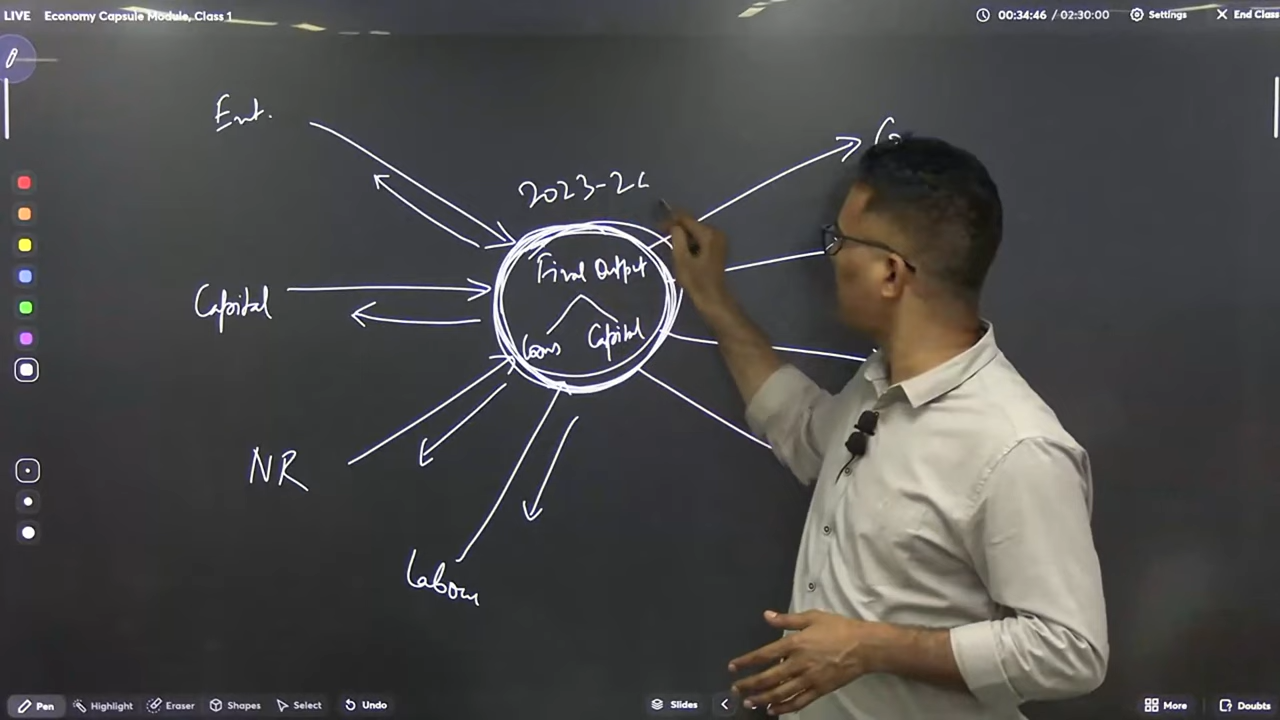 LIVE Economy Capsule Module, Class 1
00:34:46 / 02:30:00 Settings End Class
Ent.
2023-2
Final Output
Capital
Cons Capital
NR
Labour
Pen Highlight Eraser Shapes Select Undo Slides More Doubts